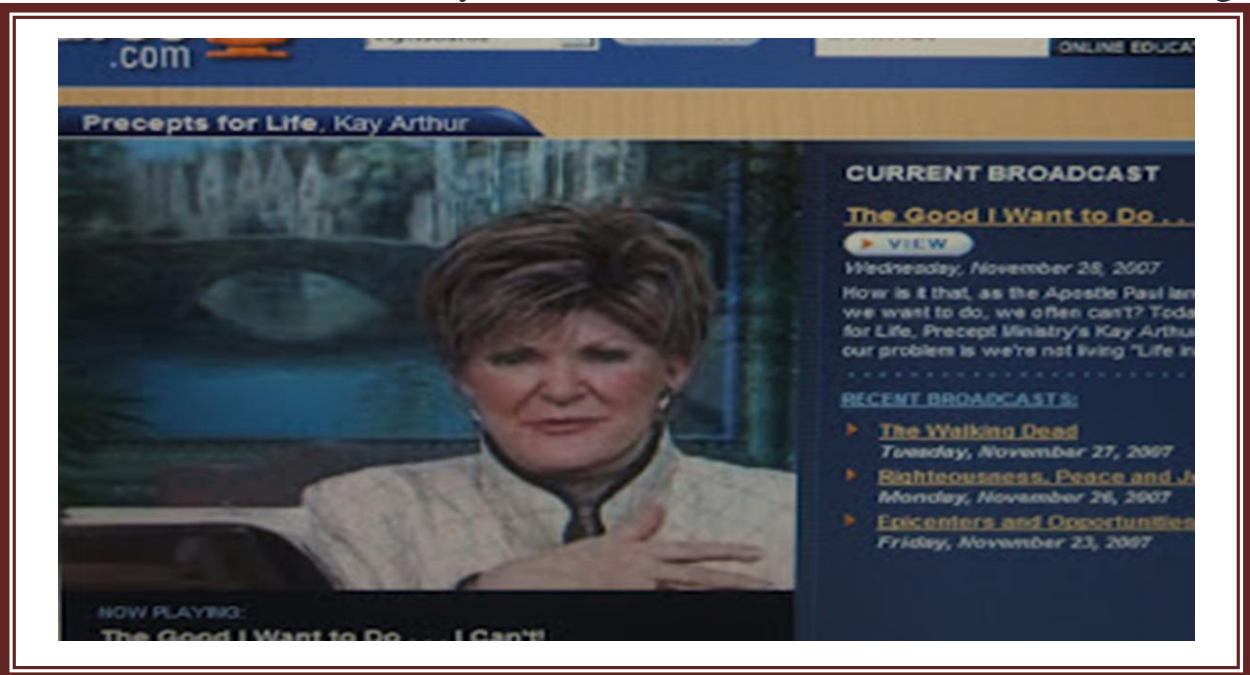 .com
ONLINE EDUCA
Precepts for Life, Kay Arthur
CURRENT BROADCAST
The Good I Want to Do . .
VIEW
Wednesday, November 28, 2007
How is it that, as the Apostle Paul lam
we want to do, we often can't? Toda
for Life, Precept Ministry's Kay Arthu
our problem is we're not living "Life in
RECENT BROADCASTS:
The Walking Dead
Tuesday, November 27, 2007
Righteousness, Peace and J
Monday, November 26, 2007
Epicenters and Opportunities
Friday, November 23, 2007
NOW PLAYING:
The Good I Want to Do . . . I Can't!